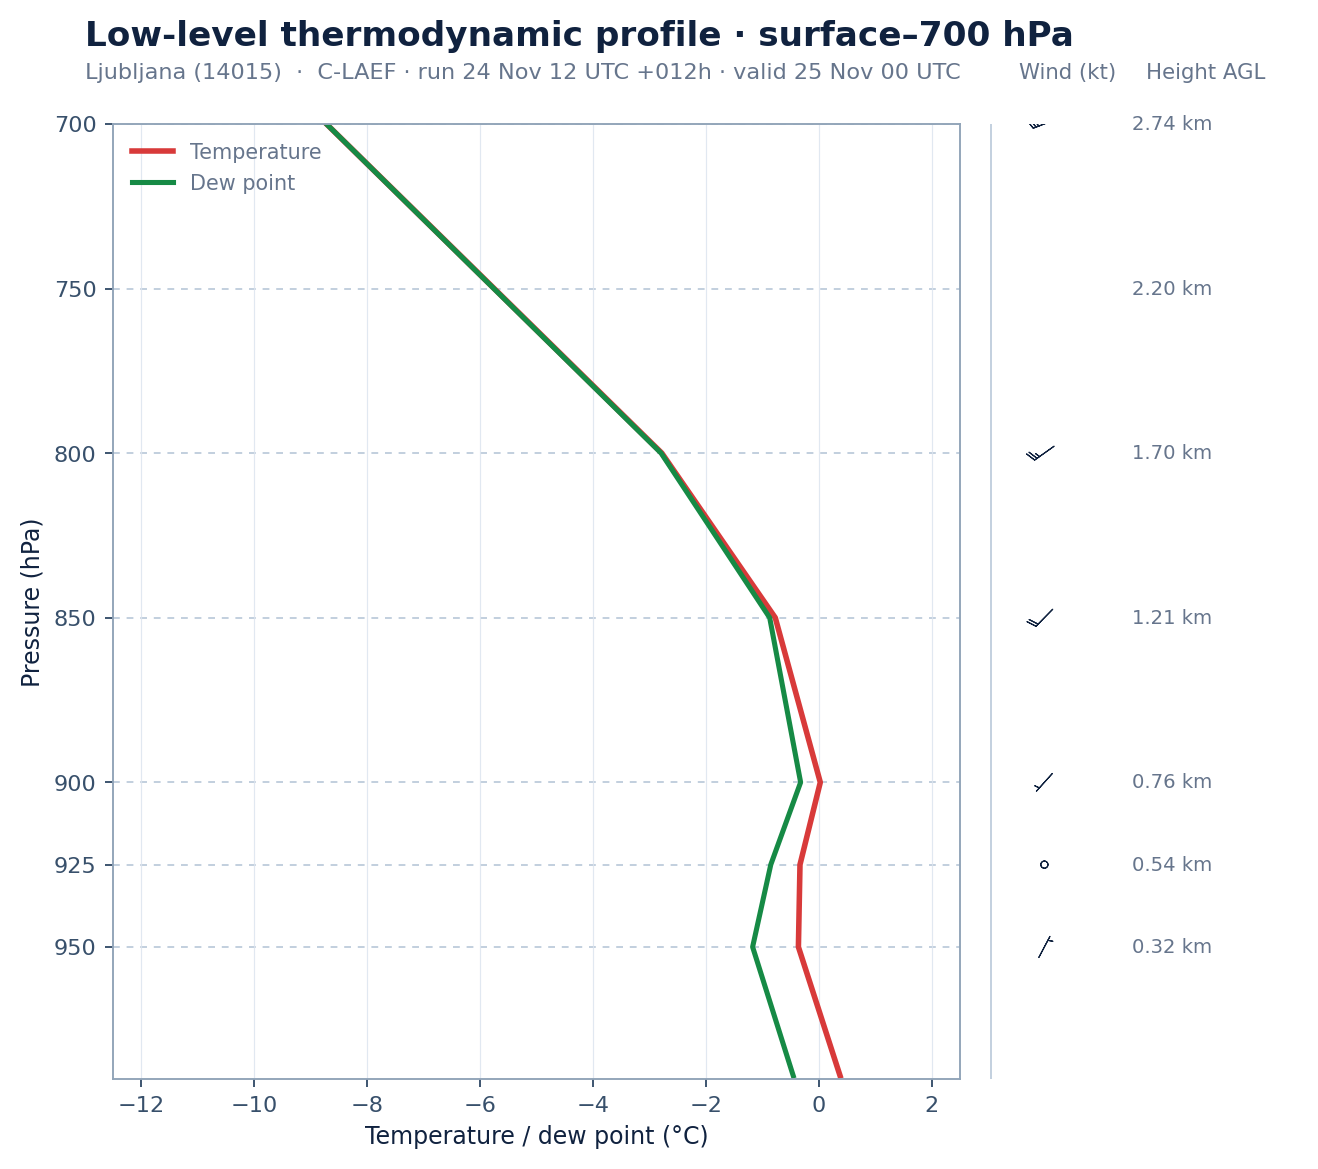 Low-level thermodynamic profile · surface–700 hPa
Ljubljana (14015)  ·  C-LAEF · run 24 Nov 12 UTC +012h · valid 25 Nov 00 UTC
Wind (kt)
Height AGL
700
2.74 km
Temperature
Dew point
750
2.20 km
800
1.70 km
850
1.21 km
900
0.76 km
925
0.54 km
950
0.32 km
Pressure (hPa)
−12 −10 −8 −6 −4 −2 0 2
Temperature / dew point (°C)